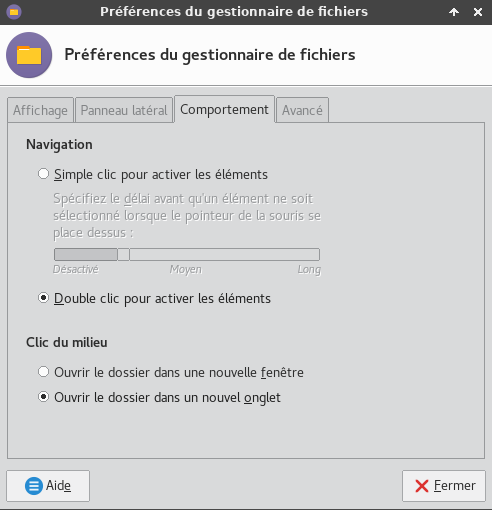 Préférences du gestionnaire de fichiers
Préférences du gestionnaire de fichiers
Affichage Panneau latéral Comportement Avancé
Navigation
Simple clic pour activer les éléments
Spécifiez le délai avant qu'un élément ne soit
sélectionné lorsque le pointeur de la souris se
place dessus :
Désactivé Moyen Long
Double clic pour activer les éléments
Clic du milieu
Ouvrir le dossier dans une nouvelle fenêtre
Ouvrir le dossier dans un nouvel onglet
Aide Fermer